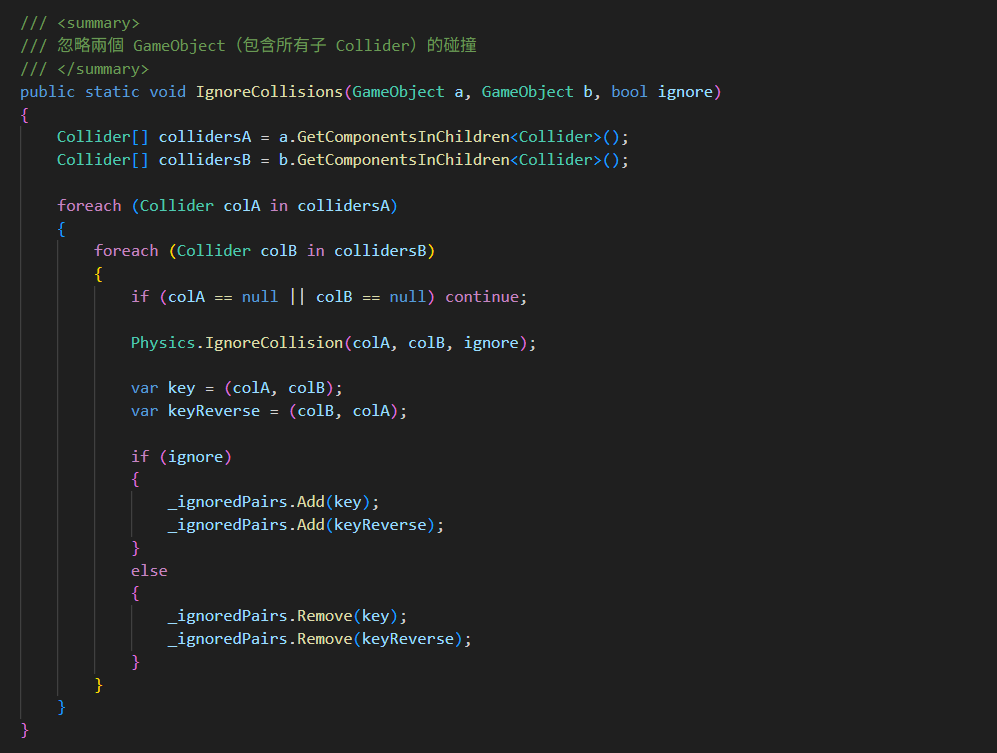 /// <summary>
/// 忽略兩個 GameObject（包含所有子 Collider）的碰撞
/// </summary>
public static void IgnoreCollisions(GameObject a, GameObject b, bool ignore)
{
    Collider[] collidersA = a.GetComponentsInChildren<Collider>();
    Collider[] collidersB = b.GetComponentsInChildren<Collider>();

    foreach (Collider colA in collidersA)
    {
        foreach (Collider colB in collidersB)
        {
            if (colA == null || colB == null) continue;

            Physics.IgnoreCollision(colA, colB, ignore);

            var key = (colA, colB);
            var keyReverse = (colB, colA);

            if (ignore)
            {
                _ignoredPairs.Add(key);
                _ignoredPairs.Add(keyReverse);
            }
            else
            {
                _ignoredPairs.Remove(key);
                _ignoredPairs.Remove(keyReverse);
            }
        }
    }
}